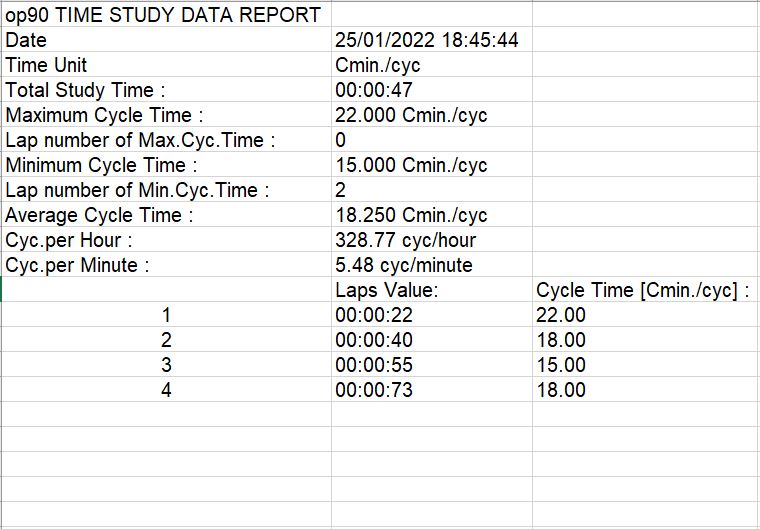 op90 TIME STUDY DATA REPORT
Date 25/01/2022 18:45:44
Time Unit Cmin./cyc
Total Study Time : 00:00:47
Maximum Cycle Time : 22.000 Cmin./cyc
Lap number of Max.Cyc.Time : 0
Minimum Cycle Time : 15.000 Cmin./cyc
Lap number of Min.Cyc.Time : 2
Average Cycle Time : 18.250 Cmin./cyc
Cyc.per Hour : 328.77 cyc/hour
Cyc.per Minute : 5.48 cyc/minute
Laps Value: Cycle Time [Cmin./cyc] :
1 00:00:22 22.00
2 00:00:40 18.00
3 00:00:55 15.00
4 00:00:73 18.00